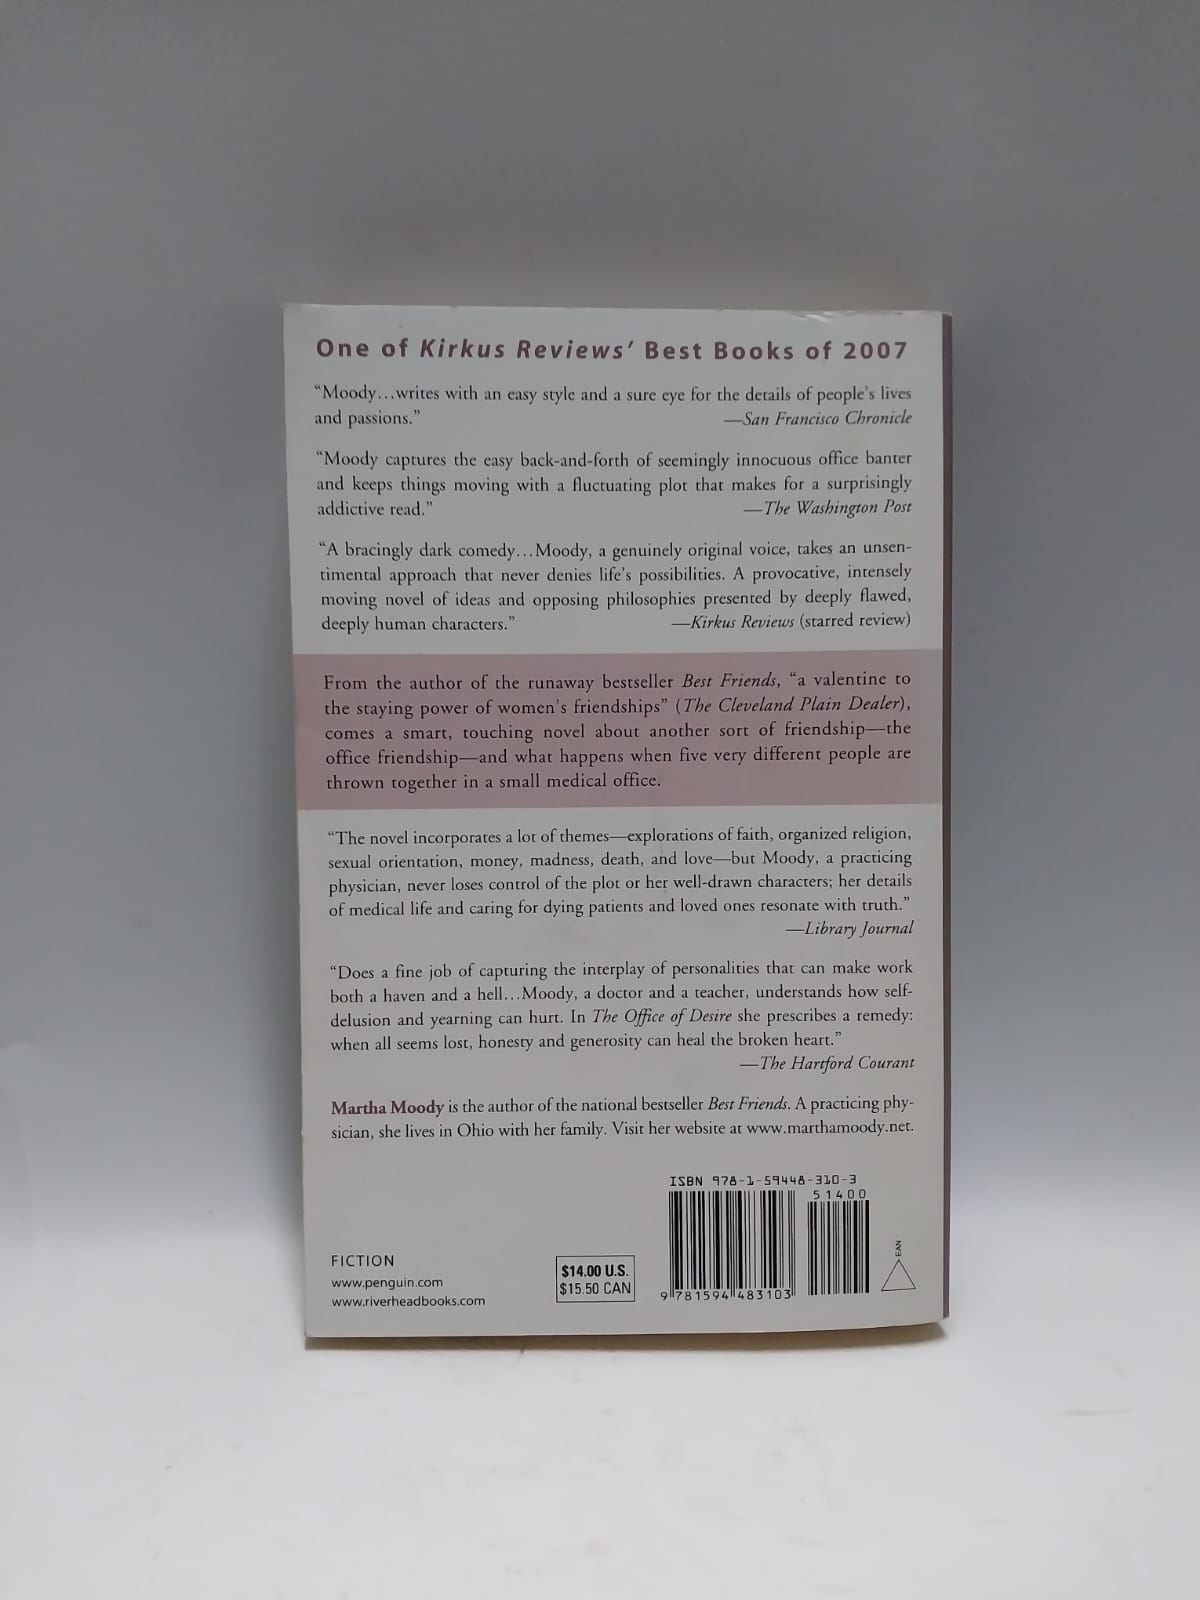 One of Kirkus Reviews’ Best Books of 2007
“Moody...writes with an easy style and a sure eye for the details of people’s lives
and passions.” —San Francisco Chronicle
“Moody captures the easy back-and-forth of seemingly innocuous office banter
and keeps things moving with a fluctuating plot that makes for a surprisingly
addictive read.” —The Washington Post
“A bracingly dark comedy...Moody, a genuinely original voice, takes an unsen-
timental approach that never denies life’s possibilities. A provocative, intensely
moving novel of ideas and opposing philosophies presented by deeply flawed,
deeply human characters.” —Kirkus Reviews (starred review)
From the author of the runaway bestseller Best Friends, “a valentine to
the staying power of women’s friendships” (The Cleveland Plain Dealer),
comes a smart, touching novel about another sort of friendship—the
office friendship—and what happens when five very different people are
thrown together in a small medical office.
“The novel incorporates a lot of themes—explorations of faith, organized religion,
sexual orientation, money, madness, death, and love—but Moody, a practicing
physician, never loses control of the plot or her well-drawn characters; her details
of medical life and caring for dying patients and loved ones resonate with truth.”
—Library Journal
“Does a fine job of capturing the interplay of personalities that can make work
both a haven and a hell...Moody, a doctor and a teacher, understands how self-
delusion and yearning can hurt. In The Office of Desire she prescribes a remedy:
when all seems lost, honesty and generosity can heal the broken heart.”
—The Hartford Courant
Martha Moody is the author of the national bestseller Best Friends. A practicing phy-
sician, she lives in Ohio with her family. Visit her website at www.marthamoody.net.
ISBN 978-1-59448-310-3
51400
EAN
9 781594 483103
FICTION
www.penguin.com
www.riverheadbooks.com
$14.00 U.S.
$15.50 CAN